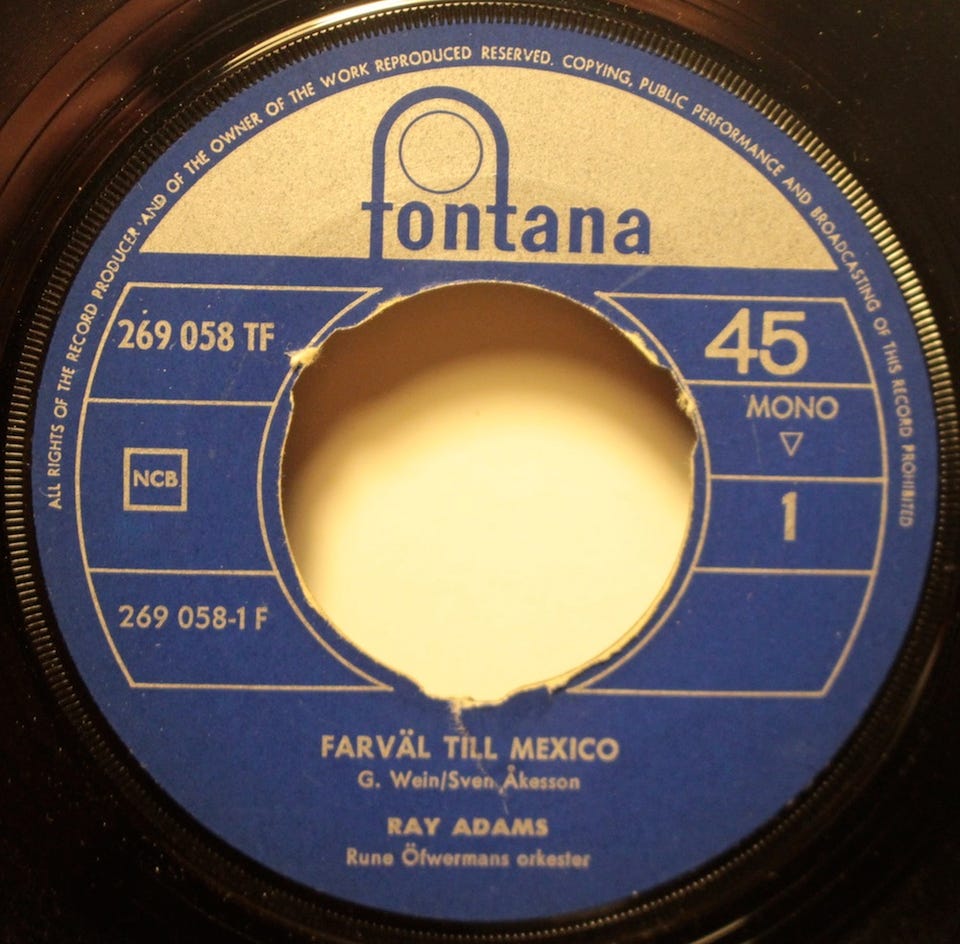 ALL RIGHTS OF THE RECORD PRODUCER AND OF THE OWNER OF THE WORK REPRODUCED RESERVED. COPYING, PUBLIC PERFORMANCE AND BROADCASTING OF THIS RECORD PROHIBITED
fontana
269 058 TF
45
MONO
NCB
1
269 058-1 F
FARVÄL TILL MEXICO
G. Wein/Sven Åkesson
RAY ADAMS
Rune Öfwermans orkester